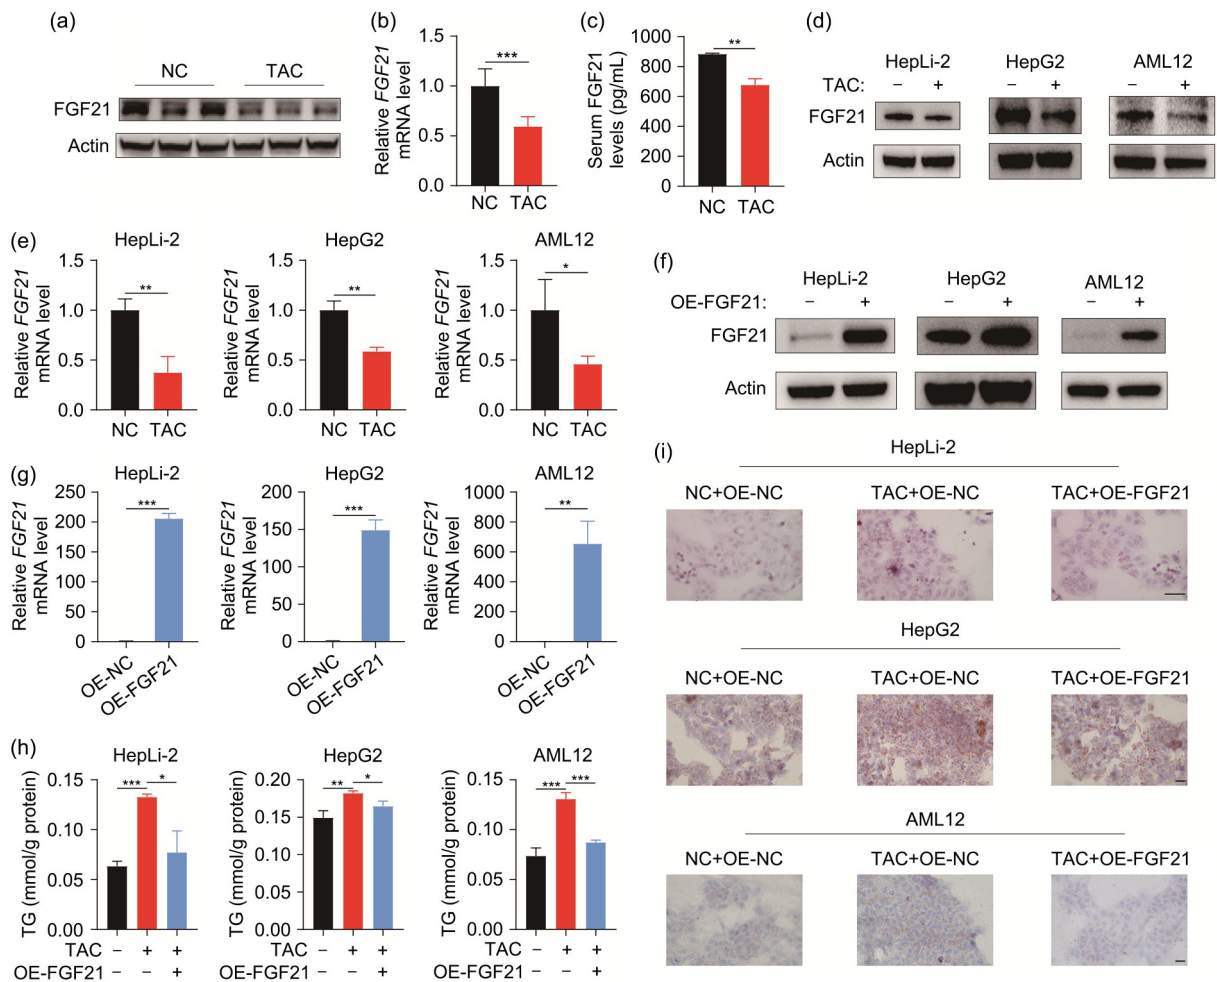 (a)
NC TAC
FGF21
Actin
(b)
Relative FGF21
mRNA level
1.5
1.0
0.5
0.0
***
NC TAC
(c)
Serum FGF21
levels (pg/mL)
1000
800
600
400
200
0
**
NC TAC
(d)
HepLi-2 HepG2 AML12
TAC: – + – + – +
FGF21
Actin
(e)
HepLi-2
Relative FGF21
mRNA level
1.5
1.0
0.5
0.0
**
NC TAC
HepG2
Relative FGF21
mRNA level
1.5
1.0
0.5
0.0
**
NC TAC
AML12
Relative FGF21
mRNA level
1.5
1.0
0.5
0.0
*
NC TAC
(f)
HepLi-2 HepG2 AML12
OE-FGF21: – + – + – +
FGF21
Actin
(g)
HepLi-2
Relative FGF21
mRNA level
250
200
150
100
50
0
***
OE-NC
OE-FGF21
HepG2
Relative FGF21
mRNA level
200
150
100
50
0
***
OE-NC
OE-FGF21
AML12
Relative FGF21
mRNA level
1000
800
600
400
200
0
**
OE-NC
OE-FGF21
(h)
HepLi-2
TG (mmol/g protein)
0.15
0.10
0.05
0.00
*** *
TAC – + +
OE-FGF21 – – +
HepG2
TG (mmol/g protein)
0.20
0.15
0.10
0.05
0.00
** *
– + +
– – +
AML12
TG (mmol/g protein)
0.15
0.10
0.05
0.00
*** ***
TAC – + +
OE-FGF21 – – +
(i)
HepLi-2
NC+OE-NC TAC+OE-NC TAC+OE-FGF21
HepG2
NC+OE-NC TAC+OE-NC TAC+OE-FGF21
AML12
NC+OE-NC TAC+OE-NC TAC+OE-FGF21